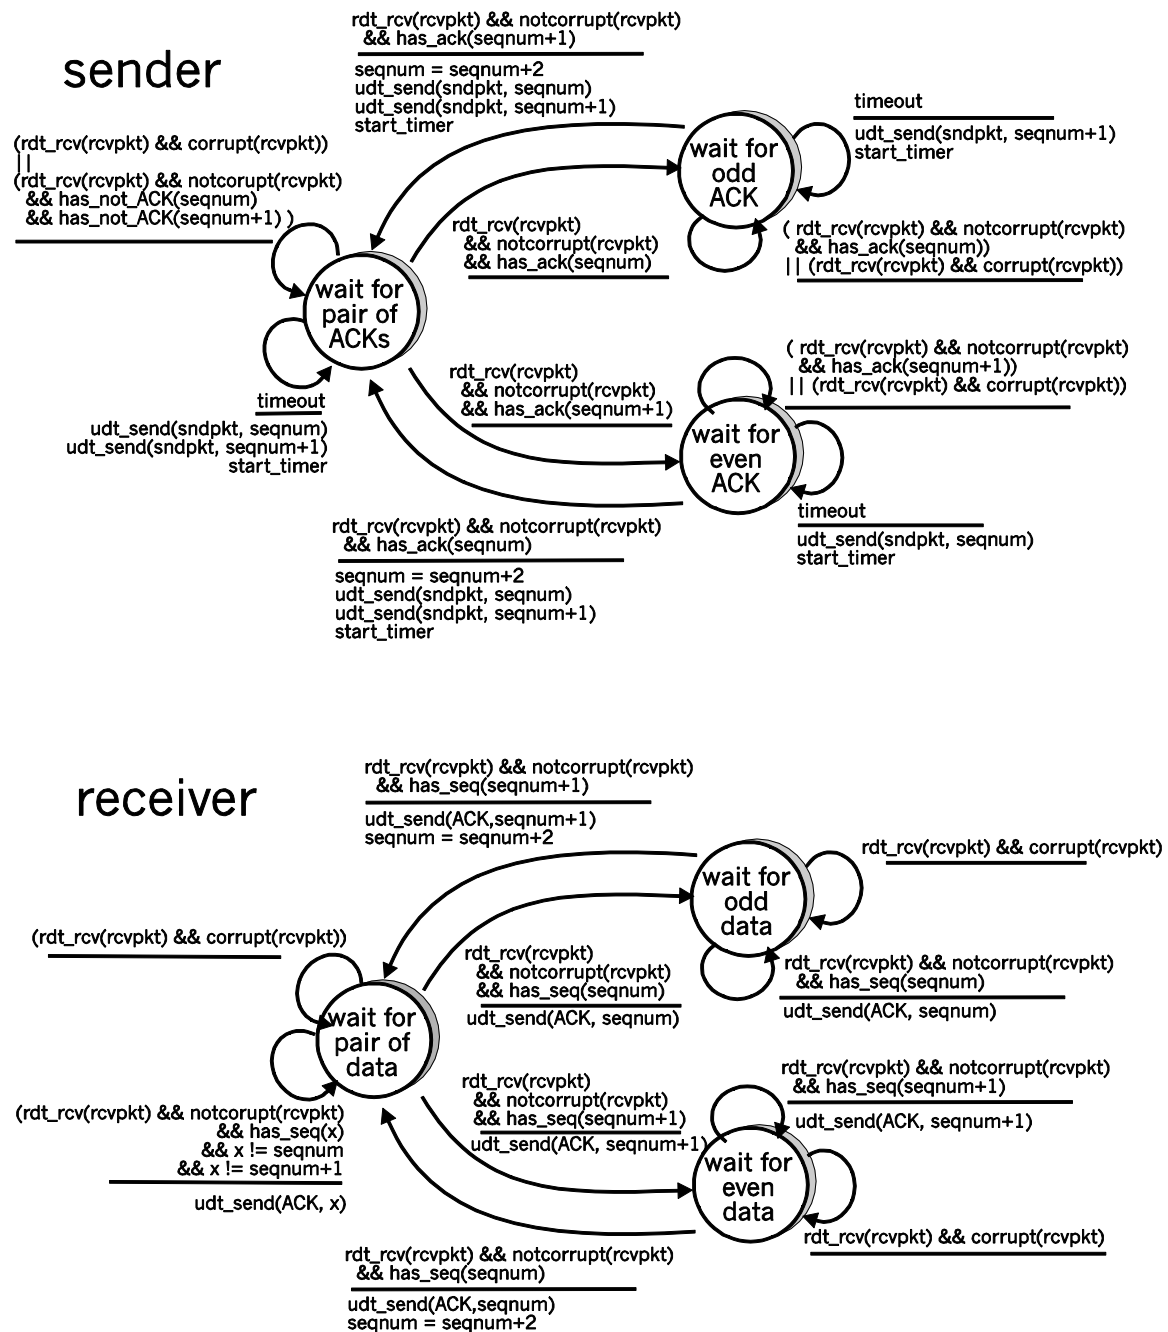 rdt_rcv(rcvpkt) && notcorrupt(rcvpkt)
&& has_ack(seqnum+1)
seqnum = seqnum+2
udt_send(sndpkt, seqnum)
udt_send(sndpkt, seqnum+1)
start_timer
sender
(rdt_rcv(rcvpkt) && corrupt(rcvpkt))
||
(rdt_rcv(rcvpkt) && notcorupt(rcvpkt)
&& has_not_ACK(seqnum)
&& has_not_ACK(seqnum+1) )
wait for
odd
ACK
timeout
udt_send(sndpkt, seqnum+1)
start_timer
rdt_rcv(rcvpkt)
&& notcorrupt(rcvpkt)
&& has_ack(seqnum)
( rdt_rcv(rcvpkt) && notcorrupt(rcvpkt)
&& has_ack(seqnum))
|| (rdt_rcv(rcvpkt) && corrupt(rcvpkt))
wait for
pair of
ACKs
timeout
udt_send(sndpkt, seqnum)
udt_send(sndpkt, seqnum+1)
start_timer
rdt_rcv(rcvpkt)
&& notcorrupt(rcvpkt)
&& has_ack(seqnum+1)
( rdt_rcv(rcvpkt) && notcorrupt(rcvpkt)
&& has_ack(seqnum+1))
|| (rdt_rcv(rcvpkt) && corrupt(rcvpkt))
wait for
even
ACK
timeout
udt_send(sndpkt, seqnum)
start_timer
rdt_rcv(rcvpkt) && notcorrupt(rcvpkt)
&& has_ack(seqnum)
seqnum = seqnum+2
udt_send(sndpkt, seqnum)
udt_send(sndpkt, seqnum+1)
start_timer
receiver
rdt_rcv(rcvpkt) && notcorrupt(rcvpkt)
&& has_seq(seqnum+1)
udt_send(ACK,seqnum+1)
seqnum = seqnum+2
wait for
odd
data
rdt_rcv(rcvpkt) && corrupt(rcvpkt)
(rdt_rcv(rcvpkt) && corrupt(rcvpkt))
rdt_rcv(rcvpkt)
&& notcorrupt(rcvpkt)
&& has_seq(seqnum)
udt_send(ACK, seqnum)
rdt_rcv(rcvpkt) && notcorrupt(rcvpkt)
&& has_seq(seqnum)
udt_send(ACK, seqnum)
wait for
pair of
data
(rdt_rcv(rcvpkt) && notcorupt(rcvpkt)
&& has_seq(x)
&& x != seqnum
&& x != seqnum+1
udt_send(ACK, x)
rdt_rcv(rcvpkt)
&& notcorrupt(rcvpkt)
&& has_seq(seqnum+1)
udt_send(ACK, seqnum+1)
rdt_rcv(rcvpkt) && notcorrupt(rcvpkt)
&& has_seq(seqnum+1)
udt_send(ACK, seqnum+1)
wait for
even
data
rdt_rcv(rcvpkt) && corrupt(rcvpkt)
rdt_rcv(rcvpkt) && notcorrupt(rcvpkt)
&& has_seq(seqnum)
udt_send(ACK,seqnum)
seqnum = seqnum+2